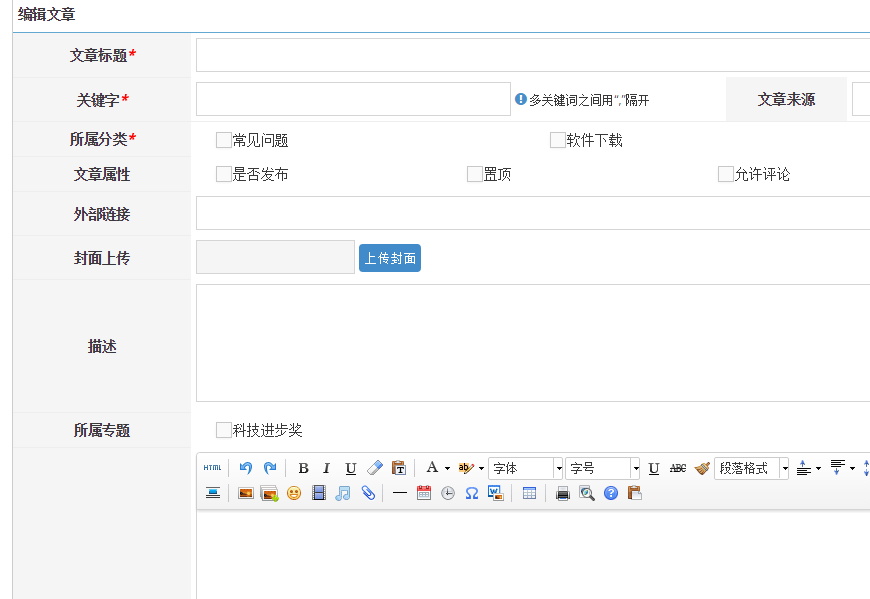 编辑文章
文章标题*
关键字* 多关键词之间用","隔开 文章来源
所属分类* 常见问题 软件下载
文章属性 是否发布 置顶 允许评论
外部链接
封面上传 上传封面
描述
所属专题 科技进步奖
HTML B I U A ab 字体 字号 U ABC 段落格式
Ω W